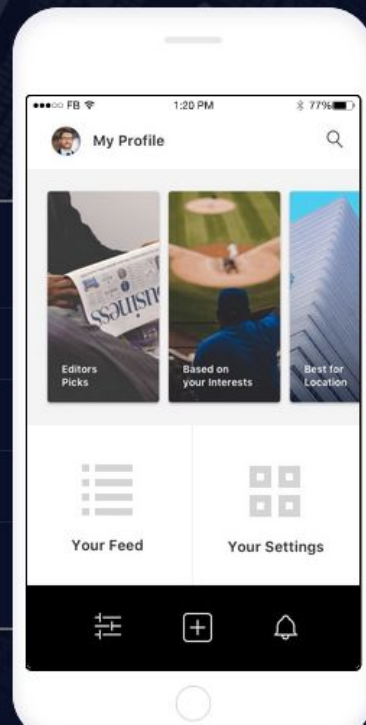 FB
1:20 PM
77%
My Profile
BUSINESS
Editors
Picks
Based on
your Interests
Best for
Location
Your Feed
Your Settings